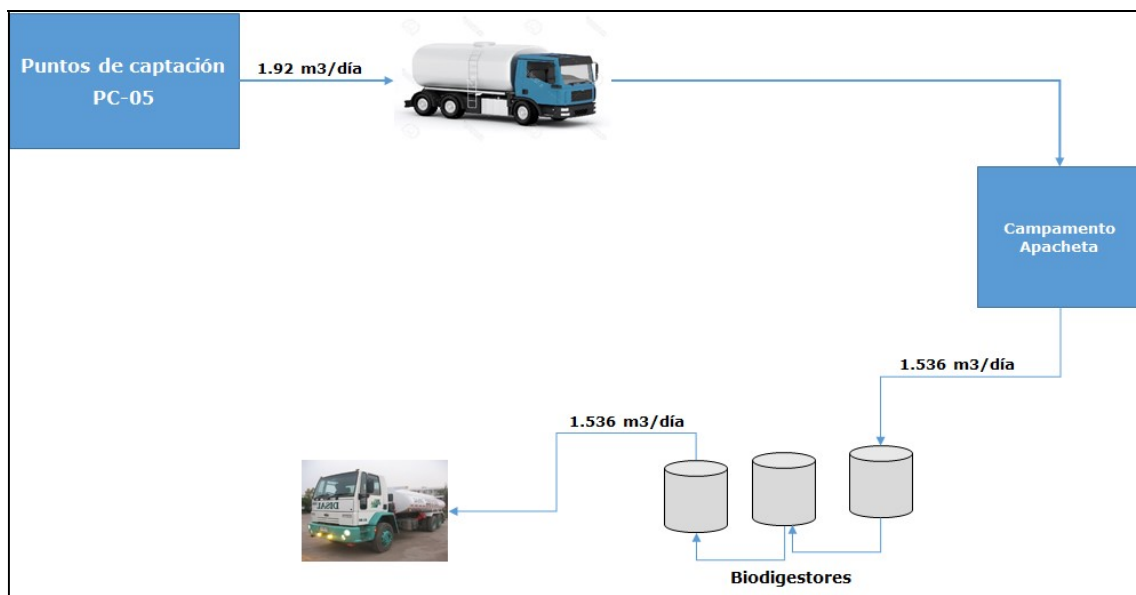 Puntos de captación
PC-05
1.92 m3/día
Campamento
Apacheta
1.536 m3/día
1.536 m3/día
DISAL
Biodigestores